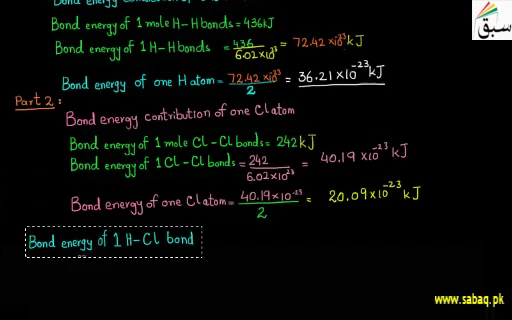 Bond energy of 1 mole H-H bonds = 436kJ
سبق
Bond energy of 1 H-H bonds = 436/6.02×10²³ = 72.42×10⁻²³ kJ
Bond energy of one H atom = 72.42×10⁻²³/2 = 36.21×10⁻²³ kJ
Part 2:
Bond energy contribution of one Cl atom
Bond energy of 1 mole Cl-Cl bonds = 242kJ
Bond energy of 1 Cl-Cl bonds = 242/6.02×10²³ = 40.19×10⁻²³ kJ
Bond energy of one Cl atom = 40.19×10⁻²³/2 = 20.09×10⁻²³ kJ
Bond energy of 1 H-Cl bond
www.sabaq.pk